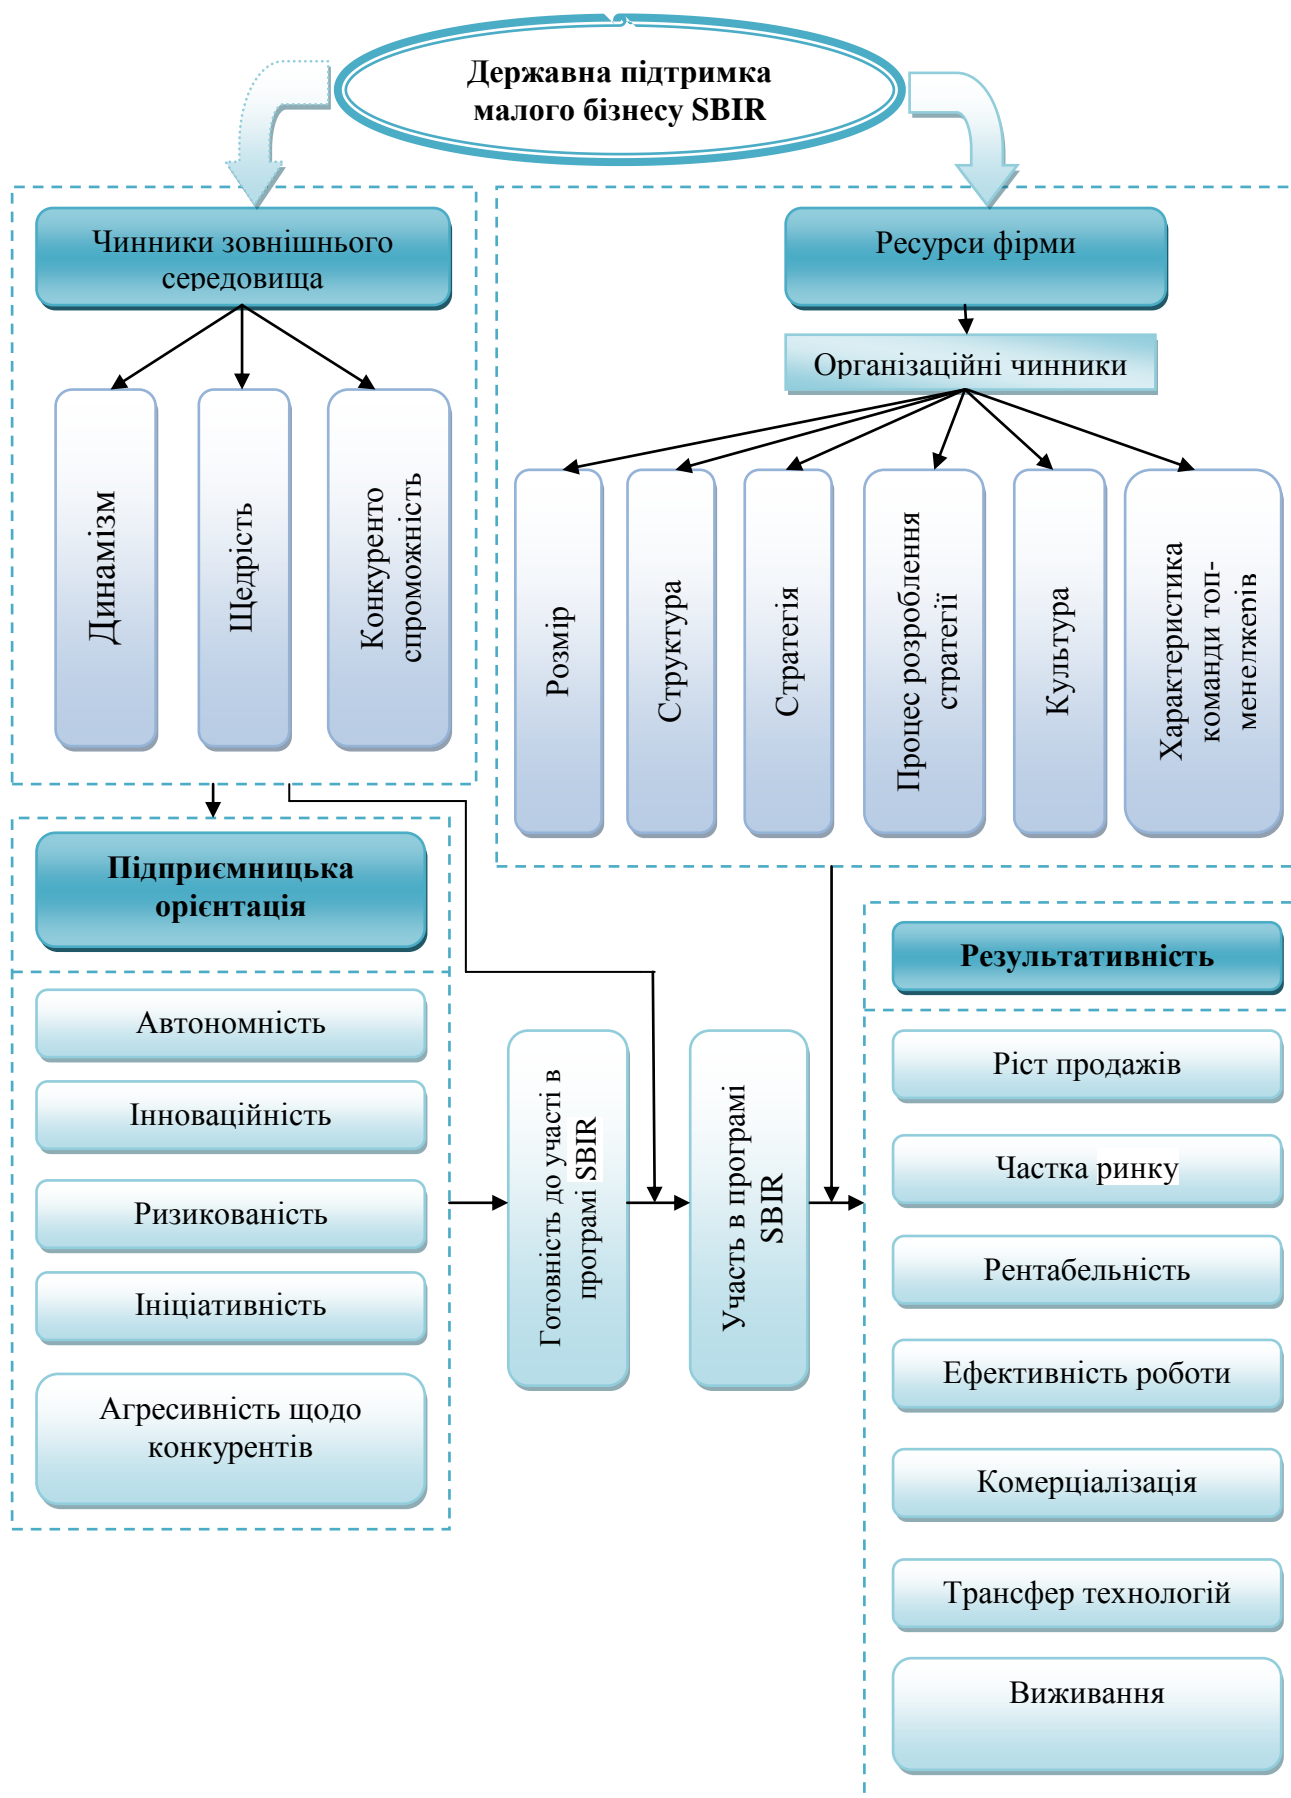 Державна підтримка
малого бізнесу SBIR
Чинники зовнішнього
середовища
Динамізм
Щедрість
Конкуренто
спроможність
Ресурси фірми
Організаційні чинники
Розмір
Структура
Стратегія
Процес розроблення
стратегії
Культура
Характеристика
команди топ-
менеджерів
Підприємницька
орієнтація
Автономність
Інноваційність
Ризикованість
Ініціативність
Агресивність щодо
конкурентів
Готовність до участі в
програмі SBIR
Участь в програмі
SBIR
Результативність
Ріст продажів
Частка ринку
Рентабельність
Ефективність роботи
Комерціалізація
Трансфер технологій
Виживання